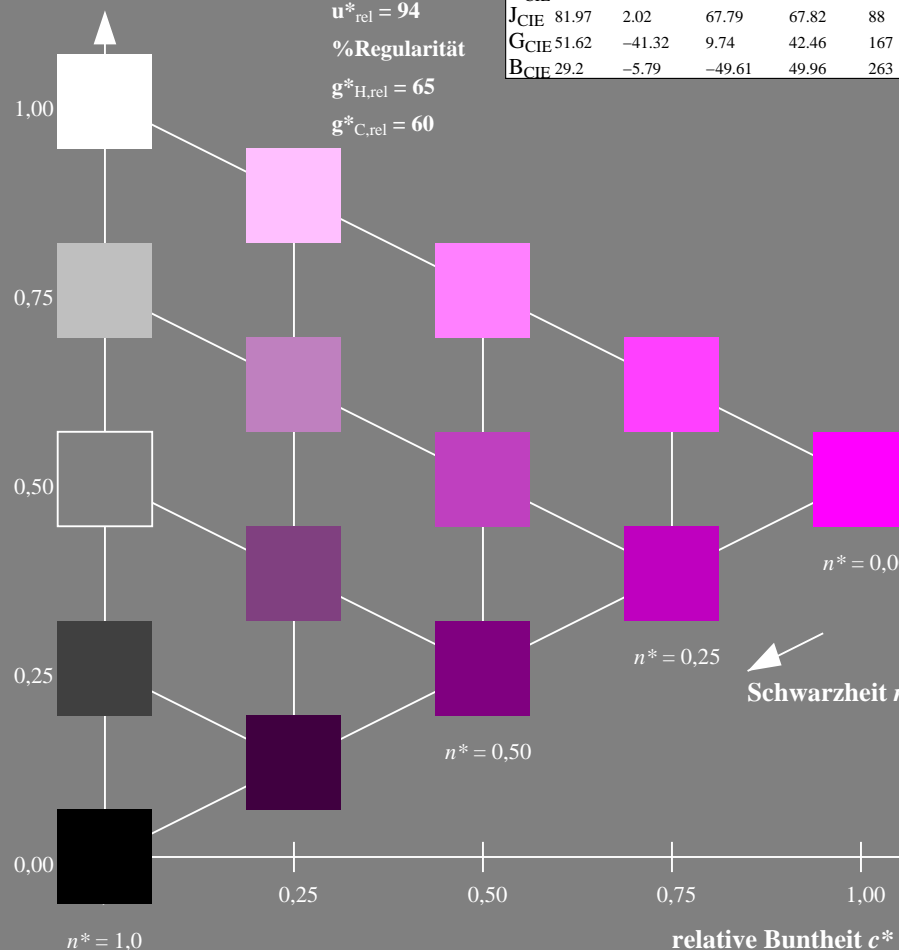 u*rel = 94
%Regularität
g*H,rel = 65
g*C,rel = 60
JCIE 81.97 2.02 67.79 67.82 88
GCIE 51.62 −41.32 9.74 42.46 167
BCIE 29.2 −5.79 −49.61 49.96 263
1,00
0,75
0,50
0,25
0,00
n* = 0,0
n* = 0,25
Schwarzheit n
n* = 0,50
0,25 0,50 0,75 1,00
n* = 1,0
relative Buntheit c*